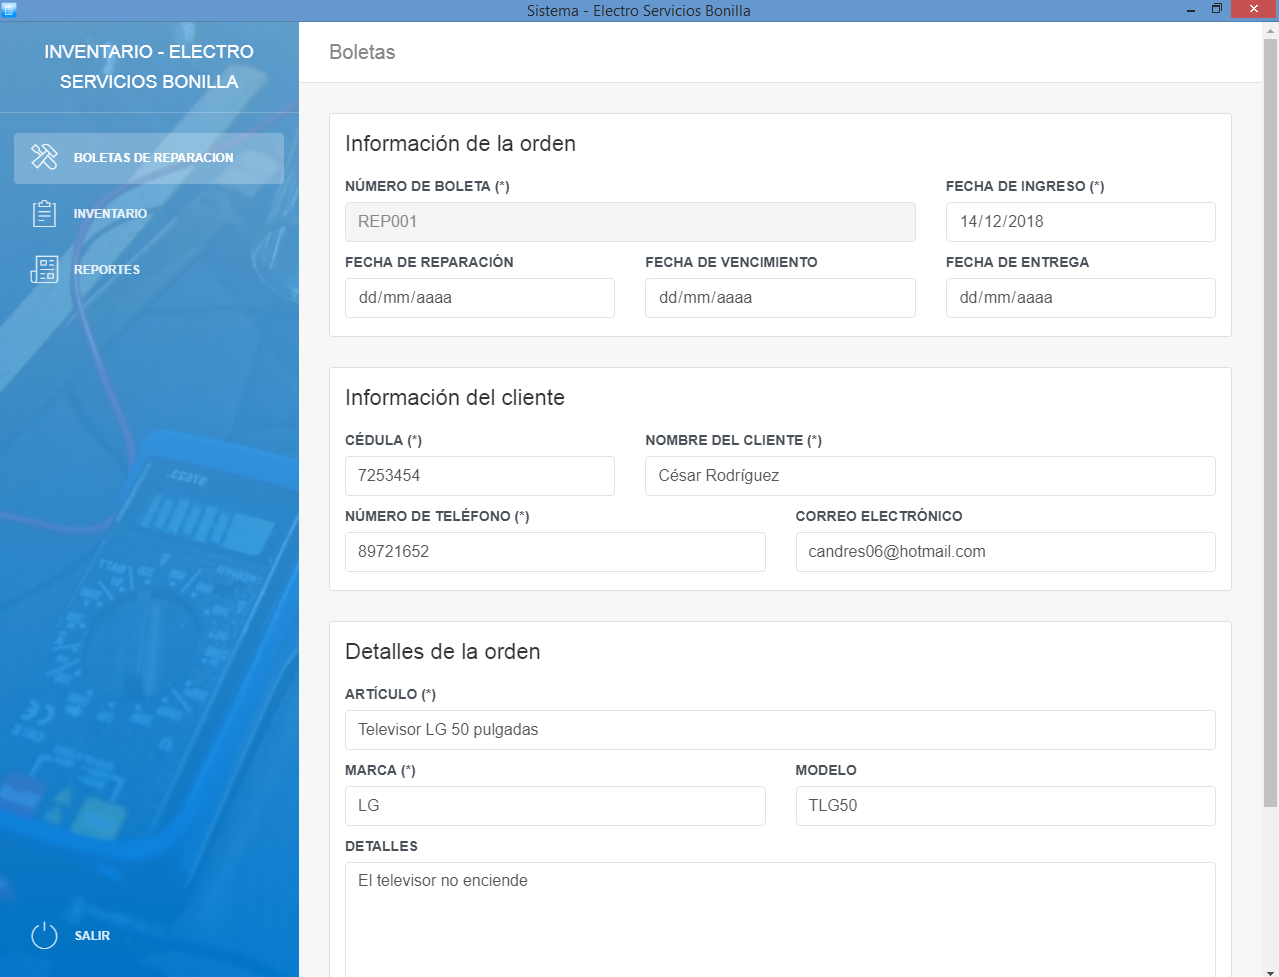 Sistema - Electro Servicios Bonilla
INVENTARIO - ELECTRO
SERVICIOS BONILLA
BOLETAS DE REPARACION
INVENTARIO
REPORTES
SALIR
Boletas
Información de la orden
NÚMERO DE BOLETA (*)
FECHA DE INGRESO (*)
REP001
14/12/2018
FECHA DE REPARACIÓN
FECHA DE VENCIMIENTO
FECHA DE ENTREGA
dd/mm/aaaa
dd/mm/aaaa
dd/mm/aaaa
Información del cliente
CÉDULA (*)
NOMBRE DEL CLIENTE (*)
7253454
César Rodríguez
NÚMERO DE TELÉFONO (*)
CORREO ELECTRÓNICO
89721652
candres06@hotmail.com
Detalles de la orden
ARTÍCULO (*)
Televisor LG 50 pulgadas
MARCA (*)
MODELO
LG
TLG50
DETALLES
El televisor no enciende